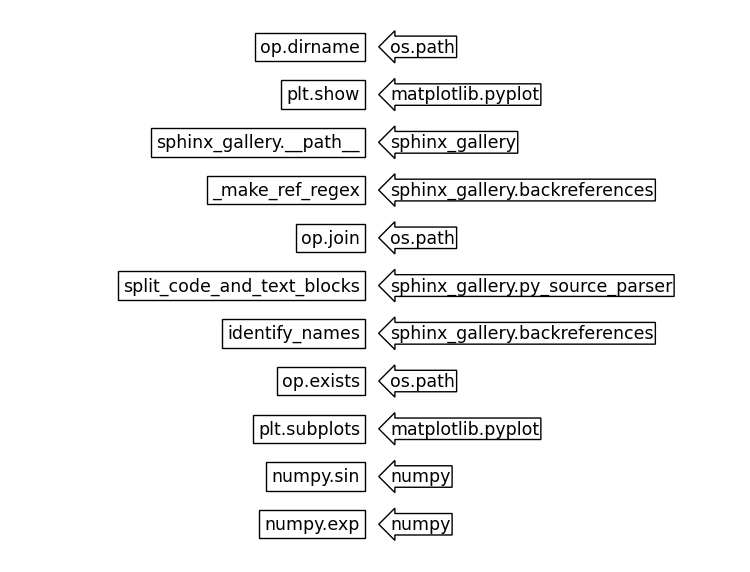 op.dirname os.path
plt.show matplotlib.pyplot
sphinx_gallery.__path__ sphinx_gallery
_make_ref_regex sphinx_gallery.backreferences
op.join os.path
split_code_and_text_blocks sphinx_gallery.py_source_parser
identify_names sphinx_gallery.backreferences
op.exists os.path
plt.subplots matplotlib.pyplot
numpy.sin numpy
numpy.exp numpy